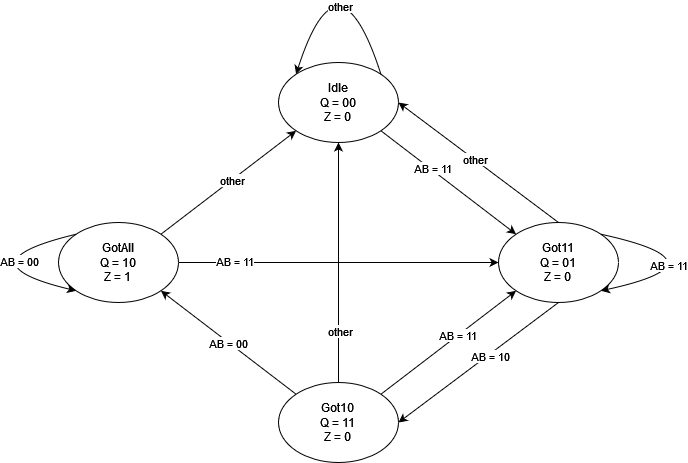 other
Idle
Q = 00
Z = 0
AB = 11
other
other
GotAll
Q = 10
Z = 1
AB = 00
AB = 11
Got11
Q = 01
Z = 0
AB = 11
other
AB = 00
AB = 11
AB = 10
Got10
Q = 11
Z = 0